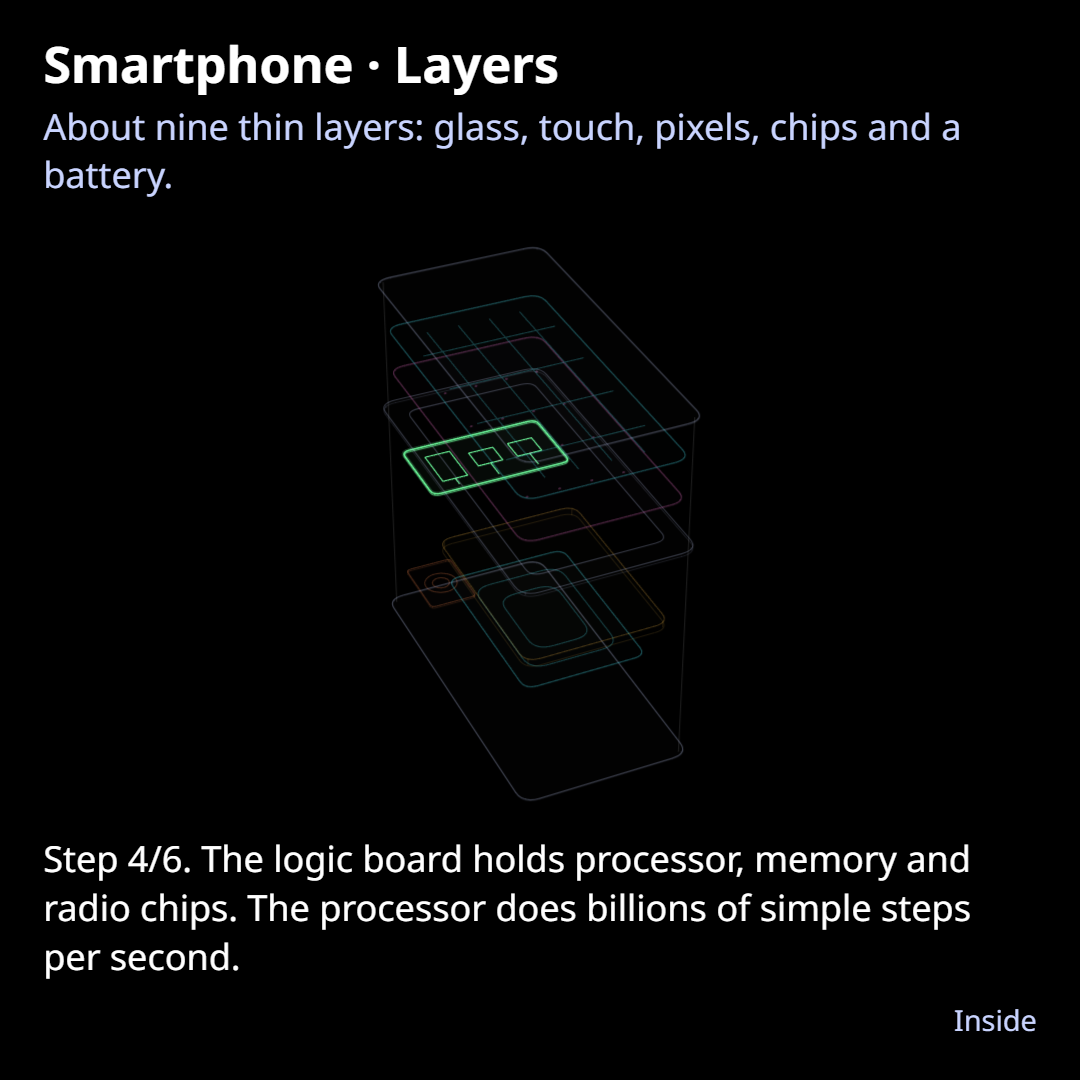 Smartphone · Layers
About nine thin layers: glass, touch, pixels, chips and a
battery.
Step 4/6. The logic board holds processor, memory and
radio chips. The processor does billions of simple steps
per second.
Inside